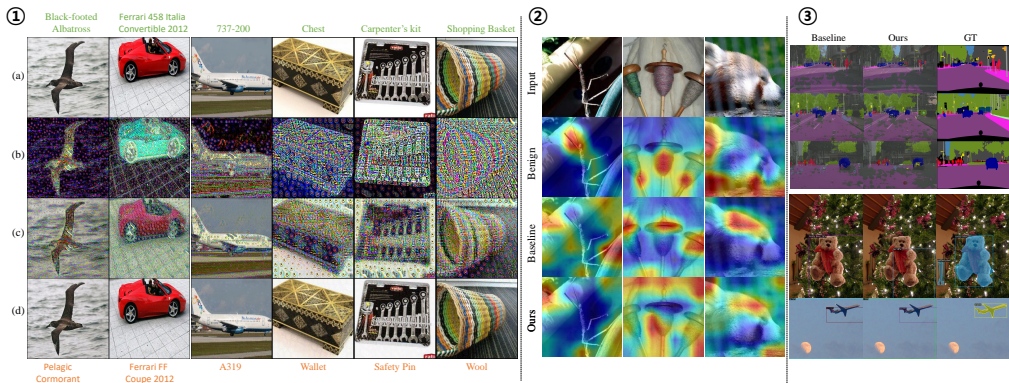 ①
Black-footed
Albatross
Ferrari 458 Italia
Convertible 2012
737-200
Chest
Carpenter's kit
Shopping Basket
(a)
(b)
(c)
(d)
Pelagic
Cormorant
Ferrari FF
Coupe 2012
A319
Wallet
Safety Pin
Wool
②
Input
Benign
Baseline
Ours
③
Baseline
Ours
GT